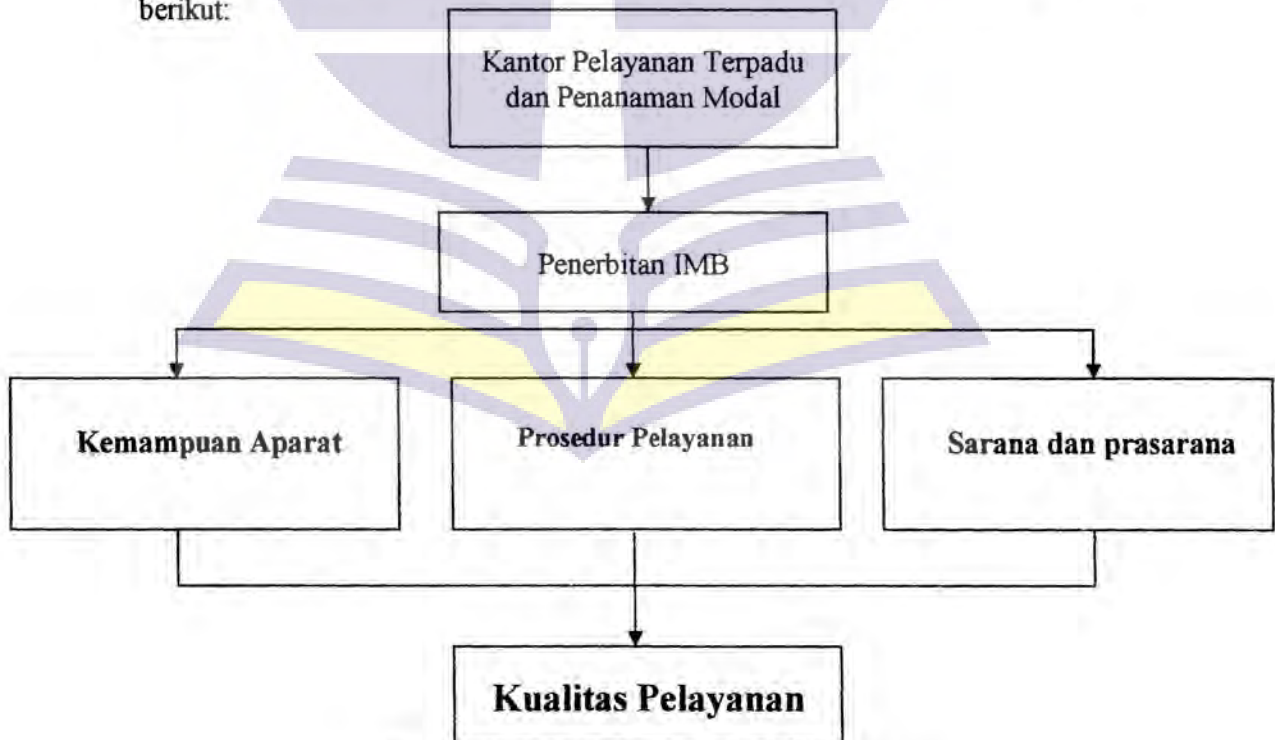 berikut:
Kantor Pelayanan Terpadu
dan Penanaman Modal
Penerbitan IMB
Kemampuan Aparat
Prosedur Pelayanan
Sarana dan prasarana
Kualitas Pelayanan